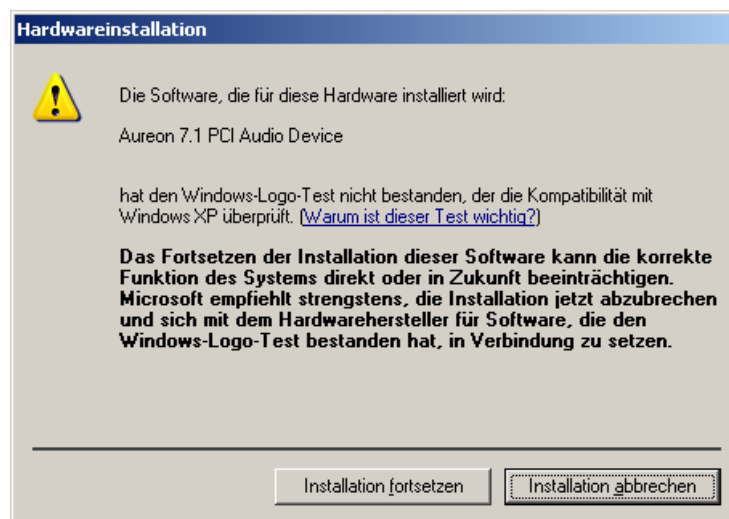 Hardwareinstallation
Die Software, die für diese Hardware installiert wird:
Aureon 7.1 PCI Audio Device
hat den Windows-Logo-Test nicht bestanden, der die Kompatibilität mit
Windows XP überprüft. (Warum ist dieser Test wichtig?)
Das Fortsetzen der Installation dieser Software kann die korrekte
Funktion des Systems direkt oder in Zukunft beeinträchtigen.
Microsoft empfiehlt strengstens, die Installation jetzt abzubrechen
und sich mit dem Hardwarehersteller für Software, die den
Windows-Logo-Test bestanden hat, in Verbindung zu setzen.
Installation fortsetzen
Installation abbrechen